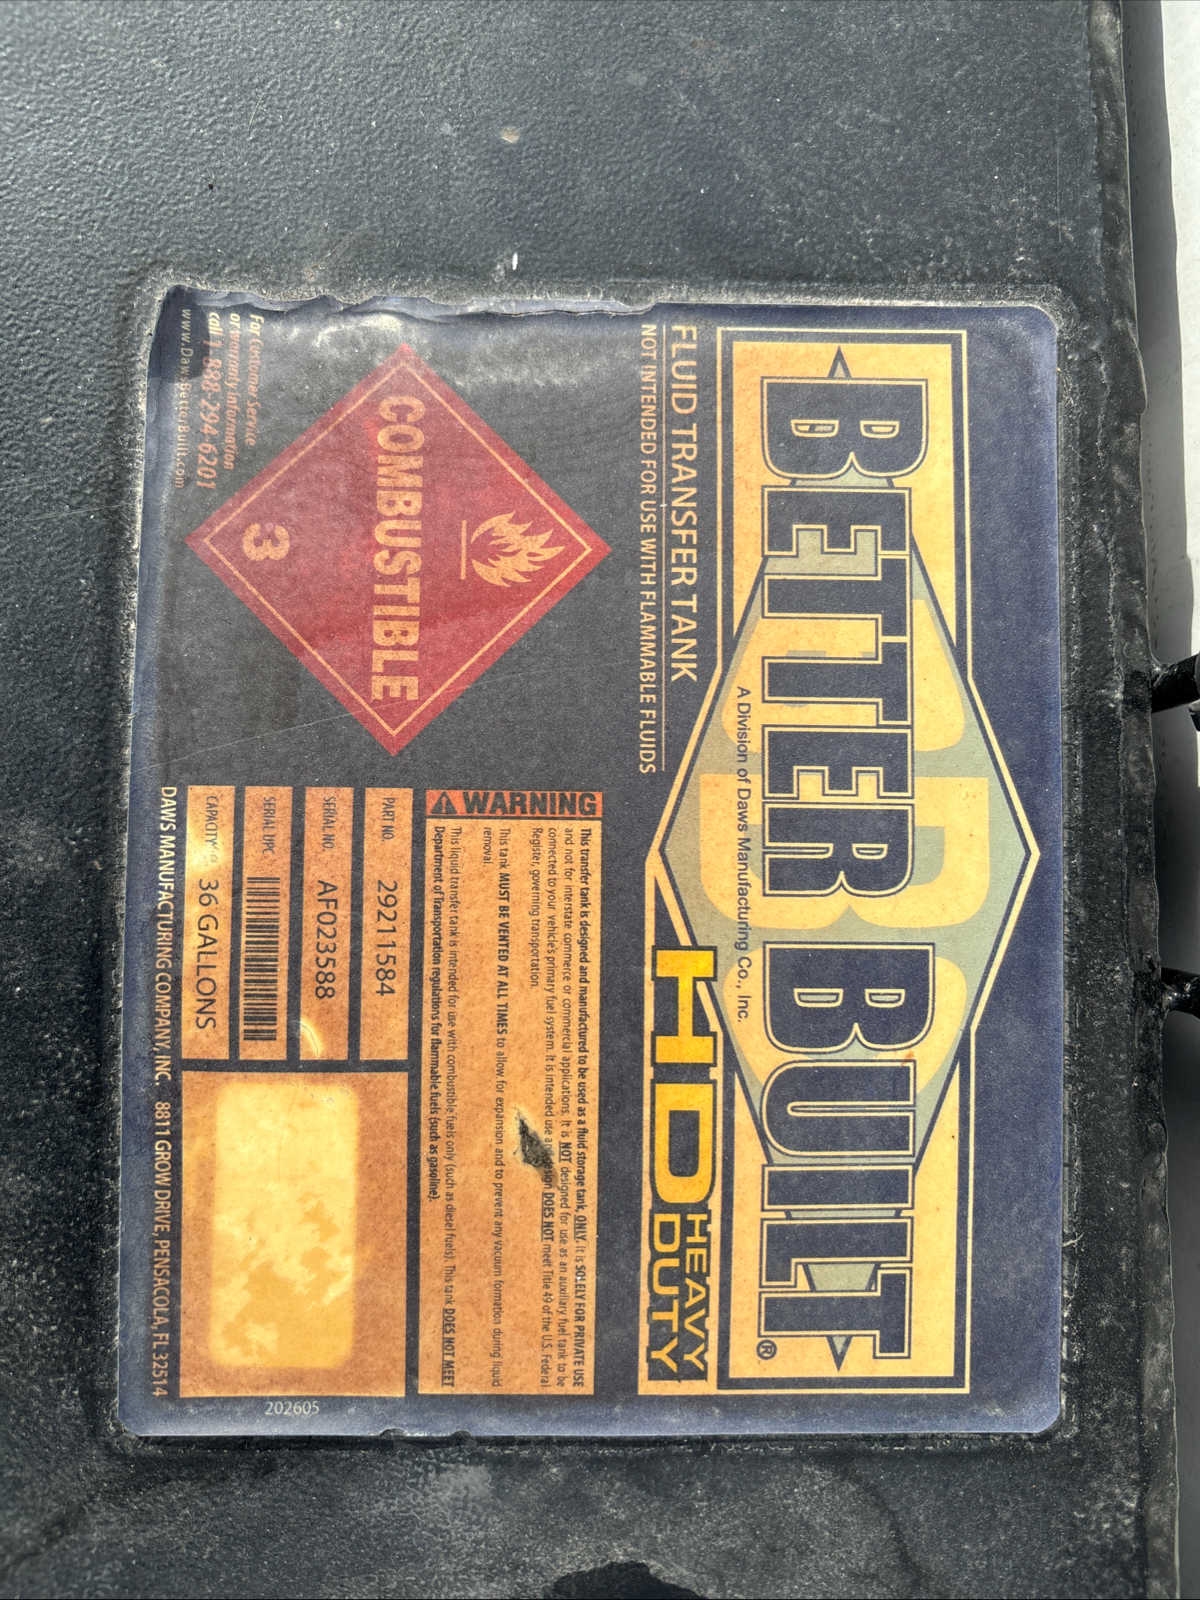 BETTER BUILT®
A Division of Daws Manufacturing Co., Inc.
HD HEAVY DUTY
FLUID TRANSFER TANK
NOT INTENDED FOR USE WITH FLAMMABLE FLUIDS
COMBUSTIBLE
3
For Customer Service
or warranty information
call 1-888-294-6201
www.DawsBetterBuilt.com
WARNING
This transfer tank is designed and manufactured to be used as a fluid storage tank, ONLY. It is SOLELY FOR PRIVATE USE
and not for interstate commerce or commercial applications. It is NOT designed for use as an auxiliary fuel tank to be
connected to your vehicle's primary fuel system. It is intended use and design DOES NOT meet Title 49 of the U.S. Federal
Register, governing transportation.
This tank MUST BE VENTED AT ALL TIMES to allow for expansion and to prevent any vacuum formation during liquid
removal.
This liquid transfer tank is intended for use with combustible fuels only (such as diesel fuels). This tank DOES NOT MEET
Department of Transportation regulations for flammable fuels (such as gasoline).
PART NO. 29211584
SERIAL NO. AF023588
SERIAL UPC
CAPACITY 36 GALLONS
202605
DAWS MANUFACTURING COMPANY, INC. 8811 GROW DRIVE, PENSACOLA, FL 32514